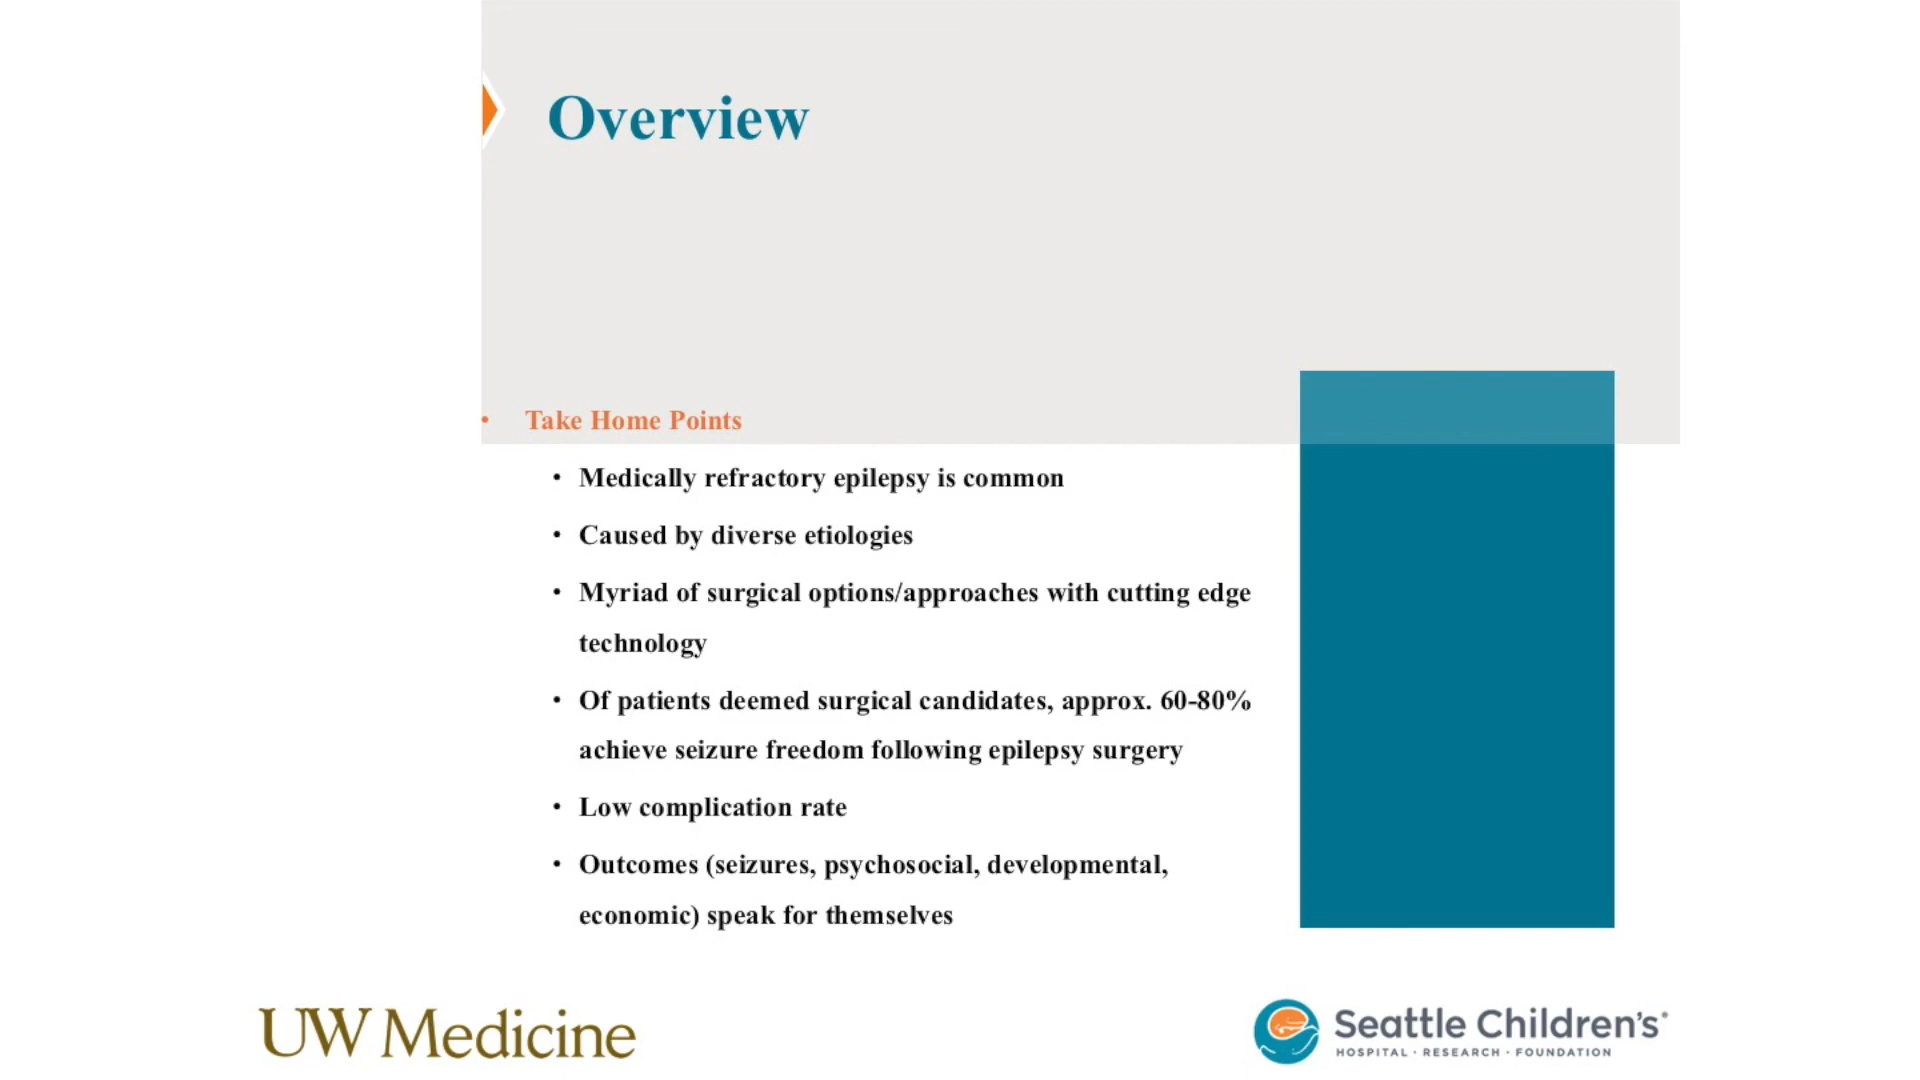 Overview
• Take Home Points
• Medically refractory epilepsy is common
• Caused by diverse etiologies
• Myriad of surgical options/approaches with cutting edge
technology
• Of patients deemed surgical candidates, approx. 60-80%
achieve seizure freedom following epilepsy surgery
• Low complication rate
• Outcomes (seizures, psychosocial, developmental,
economic) speak for themselves
UW Medicine
Seattle Children's®
HOSPITAL · RESEARCH · FOUNDATION